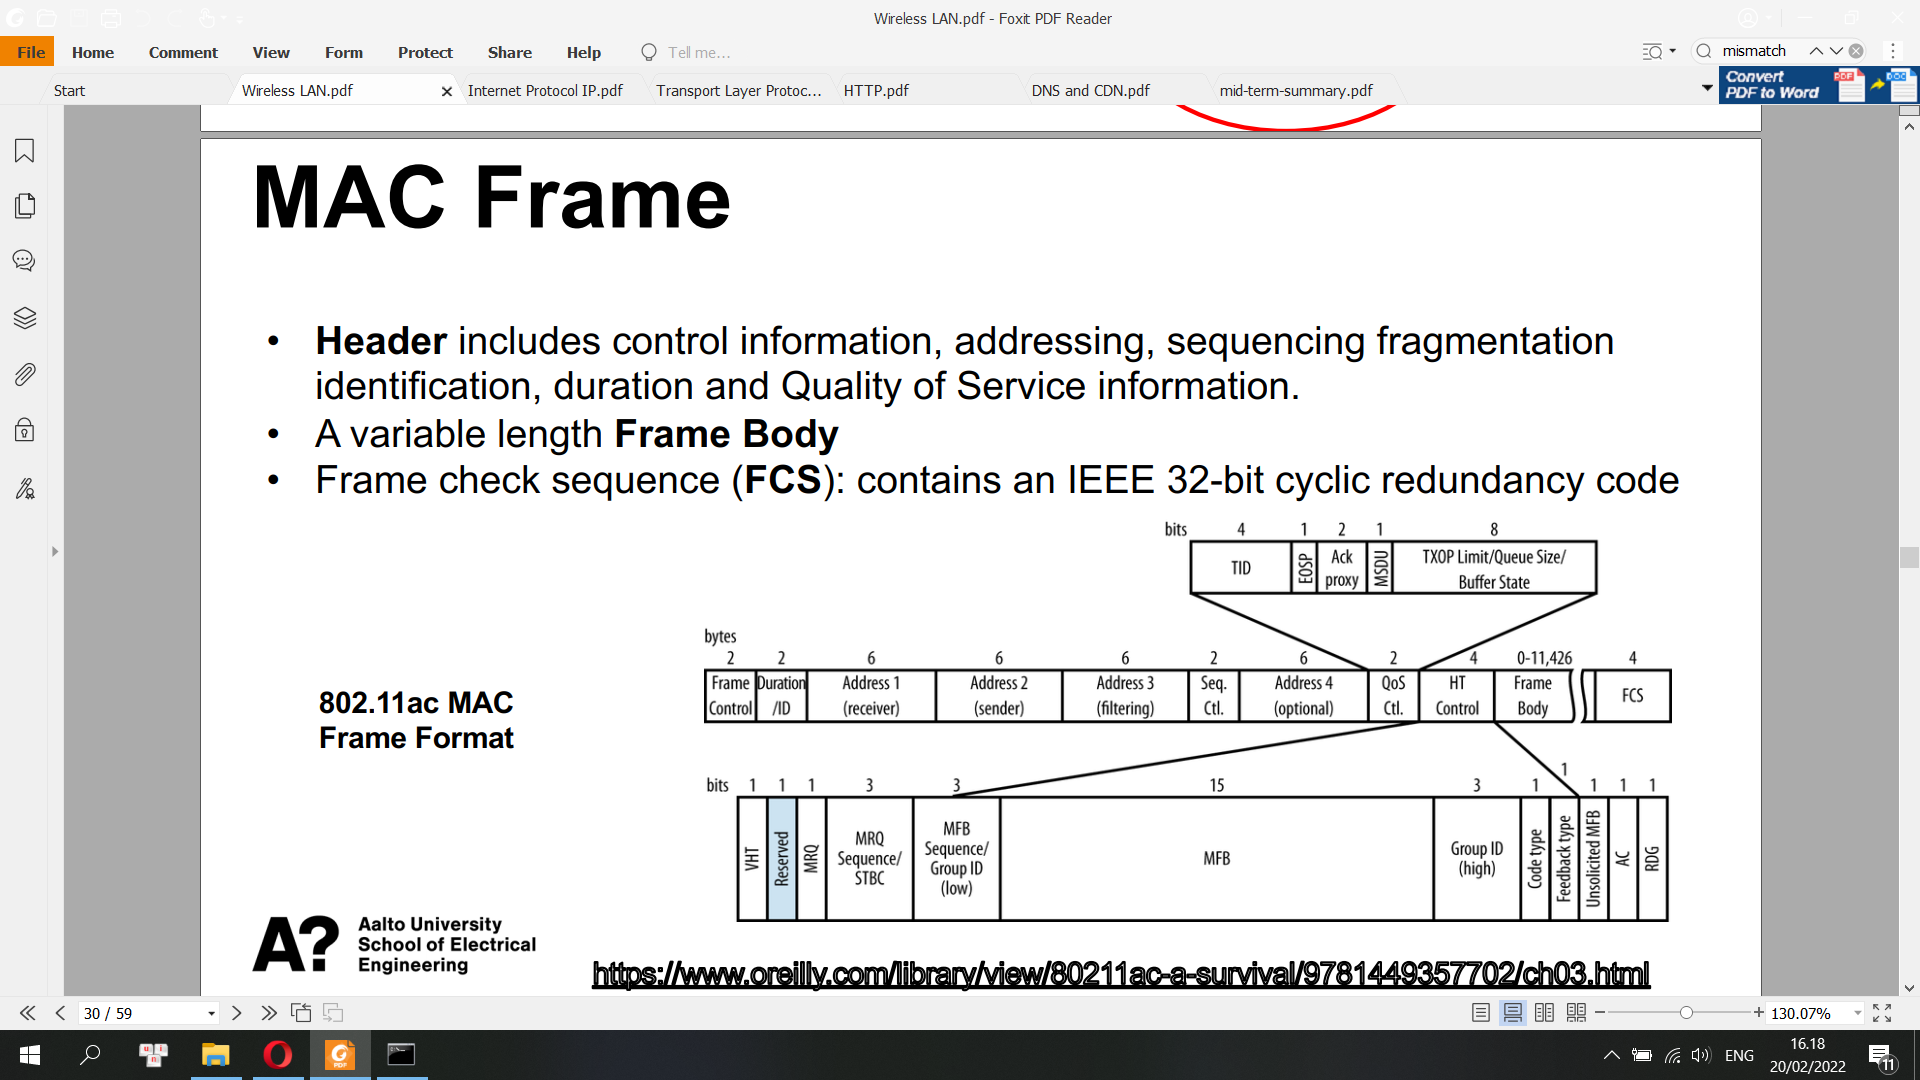 Wireless LAN.pdf - Foxit PDF Reader
File Home Comment View Form Protect Share Help Tell me... mismatch
Start Wireless LAN.pdf Internet Protocol IP.pdf Transport Layer Protoc... HTTP.pdf DNS and CDN.pdf mid-term-summary.pdf
Convert PDF DOC
PDF to Word
MAC Frame
• Header includes control information, addressing, sequencing fragmentation
identification, duration and Quality of Service information.
• A variable length Frame Body
• Frame check sequence (FCS): contains an IEEE 32-bit cyclic redundancy code
bits 4 1 2 1 8
TID EOSP Ack proxy MSDU TXOP Limit/Queue Size/
Buffer State
bytes
2 2 6 6 6 2 6 2 4 0-11,426 4
Frame Duration Address 1 Address 2 Address 3 Seq. Address 4 QoS HT Frame FCS
Control /ID (receiver) (sender) (filtering) Ctl. (optional) Ctl. Control Body
802.11ac MAC
Frame Format
bits 1 1 1 3 3 15 3 1 1 1 1 1
VHT Reserved MRQ MRQ Sequence/ STBC MFB Sequence/ Group ID (low) MFB Group ID (high) Code type Feedback type Unsolicited MFB AC RDG
A?
Aalto University
School of Electrical
Engineering
https://www.oreilly.com/library/view/80211ac-a-survival/9781449357702/ch03.html
30 / 59 130.07%
ENG 16.18
20/02/2022
11